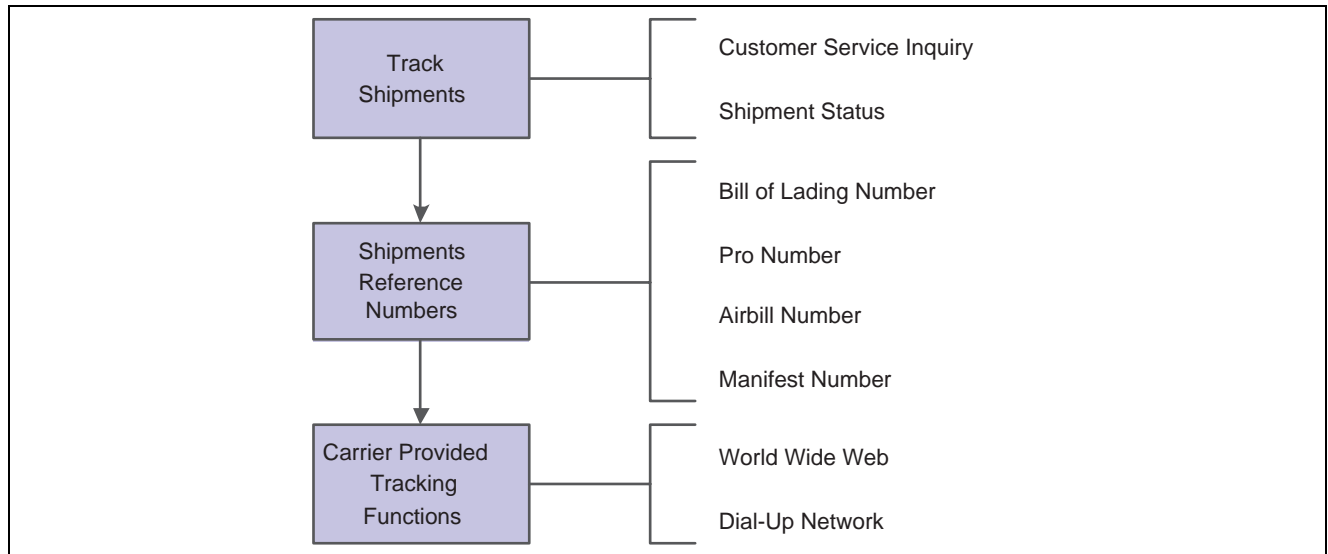 Track
Shipments
Customer Service Inquiry
Shipment Status
Shipments
Reference
Numbers
Bill of Lading Number
Pro Number
Airbill Number
Manifest Number
Carrier Provided
Tracking
Functions
World Wide Web
Dial-Up Network